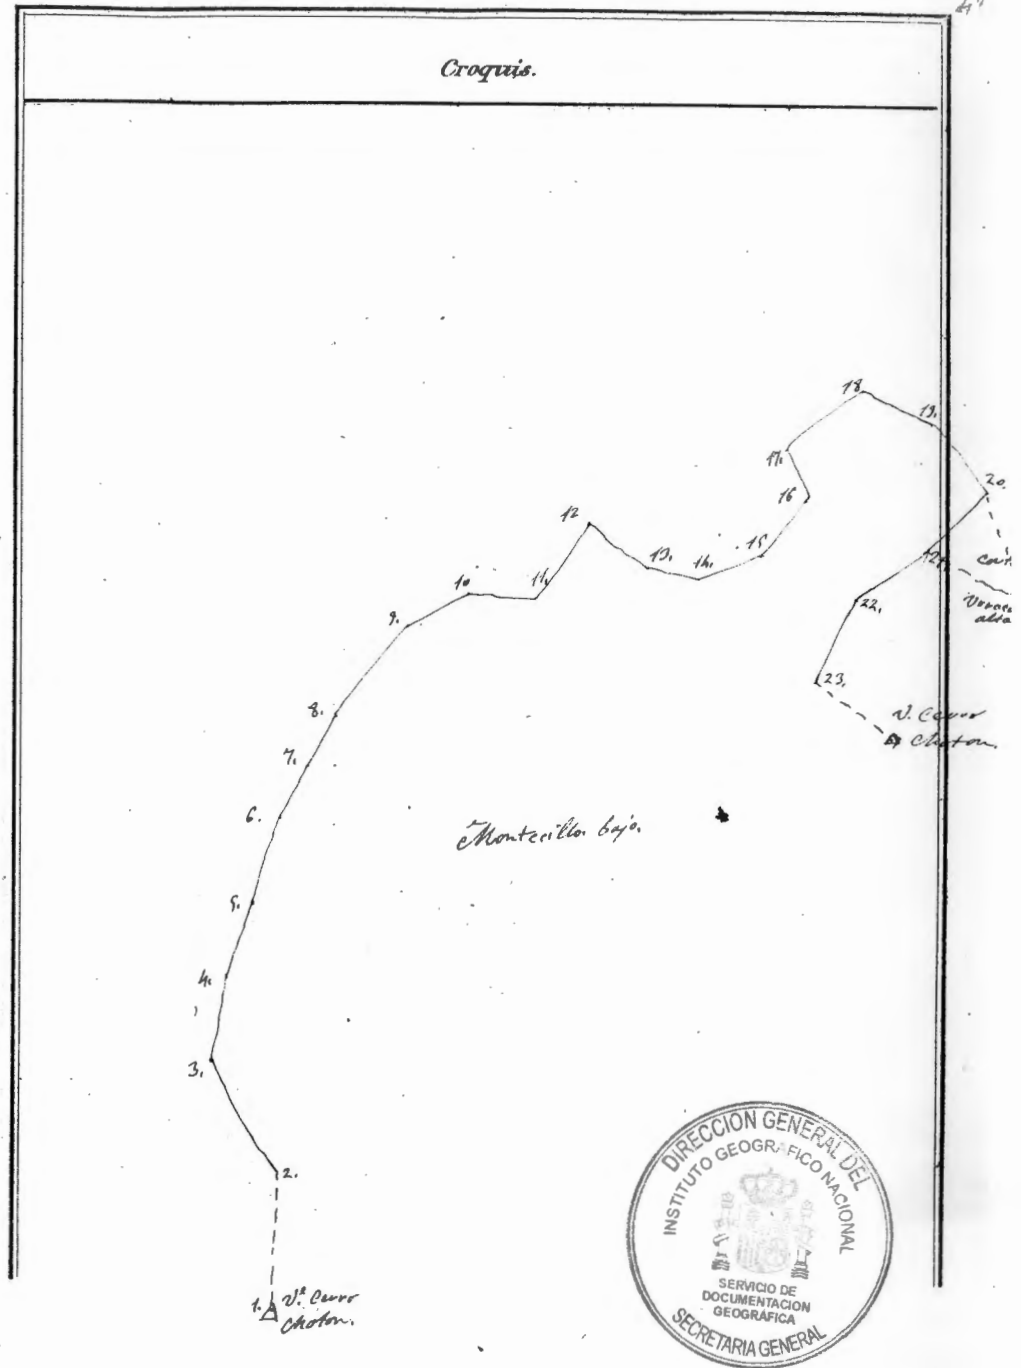 Croquis.
18.
19.
17.
20.
16.
12
15.
13.
14.
21.
10
11.
22.
9.
23.
8.
V. Cerro
Choton.
7.
6.
Montecillo bajo.
5.
4.
3.
2.
1. V.e Cerro
Choton.
DIRECCION GENERAL DEL
INSTITUTO GEOGRAFICO NACIONAL
SERVICIO DE
DOCUMENTACION
GEOGRÁFICA
SECRETARIA GENERAL